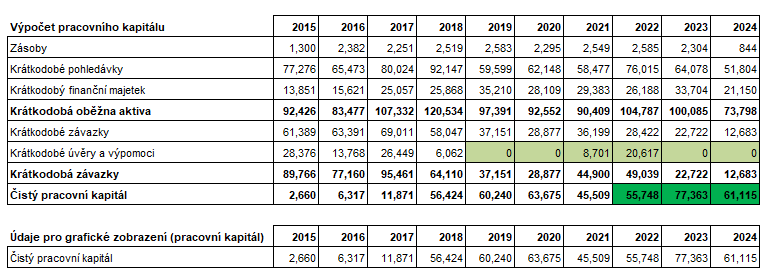 Výpočet pracovního kapitálu 2015 2016 2017 2018 2019 2020 2021 2022 2023 2024
Zásoby 1,300 2,382 2,251 2,519 2,583 2,295 2,549 2,585 2,304 844
Krátkodobé pohledávky 77,276 65,473 80,024 92,147 59,599 62,148 58,477 76,015 64,078 51,804
Krátkodobý finanční majetek 13,851 15,621 25,057 25,868 35,210 28,109 29,383 26,188 33,704 21,150
Krátkodobá oběžna aktiva 92,426 83,477 107,332 120,534 97,391 92,552 90,409 104,787 100,085 73,798
Krátkodobé závazky 61,389 63,391 69,011 58,047 37,151 28,877 36,199 28,422 22,722 12,683
Krátkodobé úvěry a výpomoci 28,376 13,768 26,449 6,062 0 0 8,701 20,617 0 0
Krátkodobá závazky 89,766 77,160 95,461 64,110 37,151 28,877 44,900 49,039 22,722 12,683
Čistý pracovní kapitál 2,660 6,317 11,871 56,424 60,240 63,675 45,509 55,748 77,363 61,115
Údaje pro grafické zobrazení (pracovní kapitál) 2015 2016 2017 2018 2019 2020 2021 2022 2023 2024
Čistý pracovní kapitál 2,660 6,317 11,871 56,424 60,240 63,675 45,509 55,748 77,363 61,115